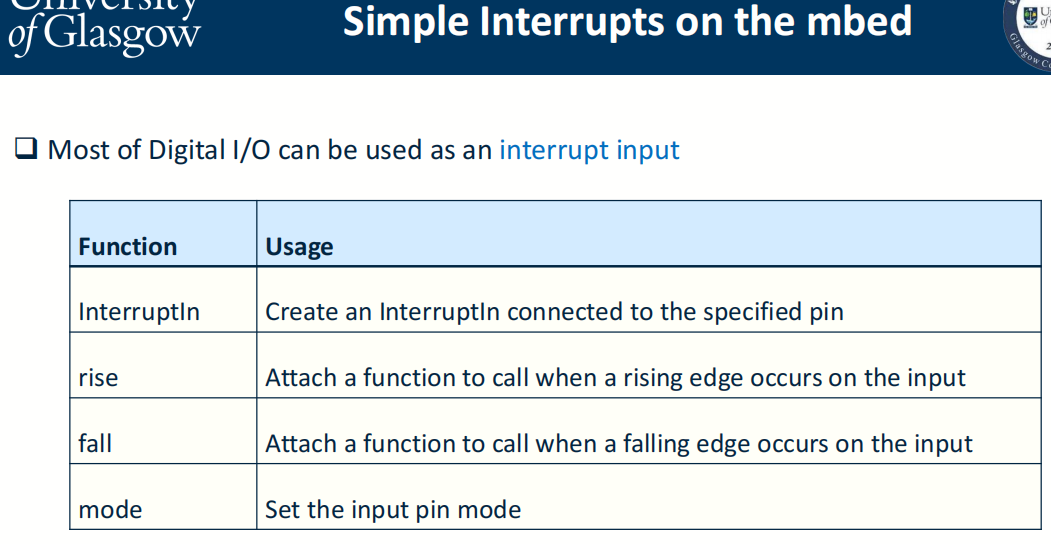 University
of Glasgow
Simple Interrupts on the mbed
Most of Digital I/O can be used as an interrupt input
Function Usage
InterruptIn Create an InterruptIn connected to the specified pin
rise Attach a function to call when a rising edge occurs on the input
fall Attach a function to call when a falling edge occurs on the input
mode Set the input pin mode